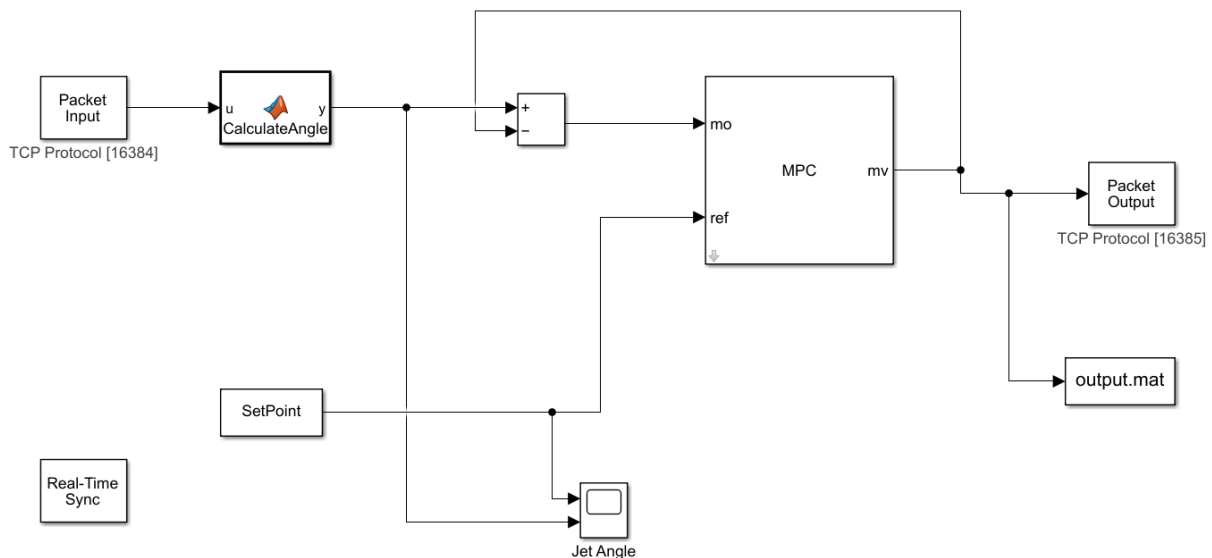 Packet
Input
TCP Protocol [16384]
u y
CalculateAngle
+
−
mo
ref
MPC
mv
Packet
Output
TCP Protocol [16385]
output.mat
SetPoint
Real-Time
Sync
Jet Angle